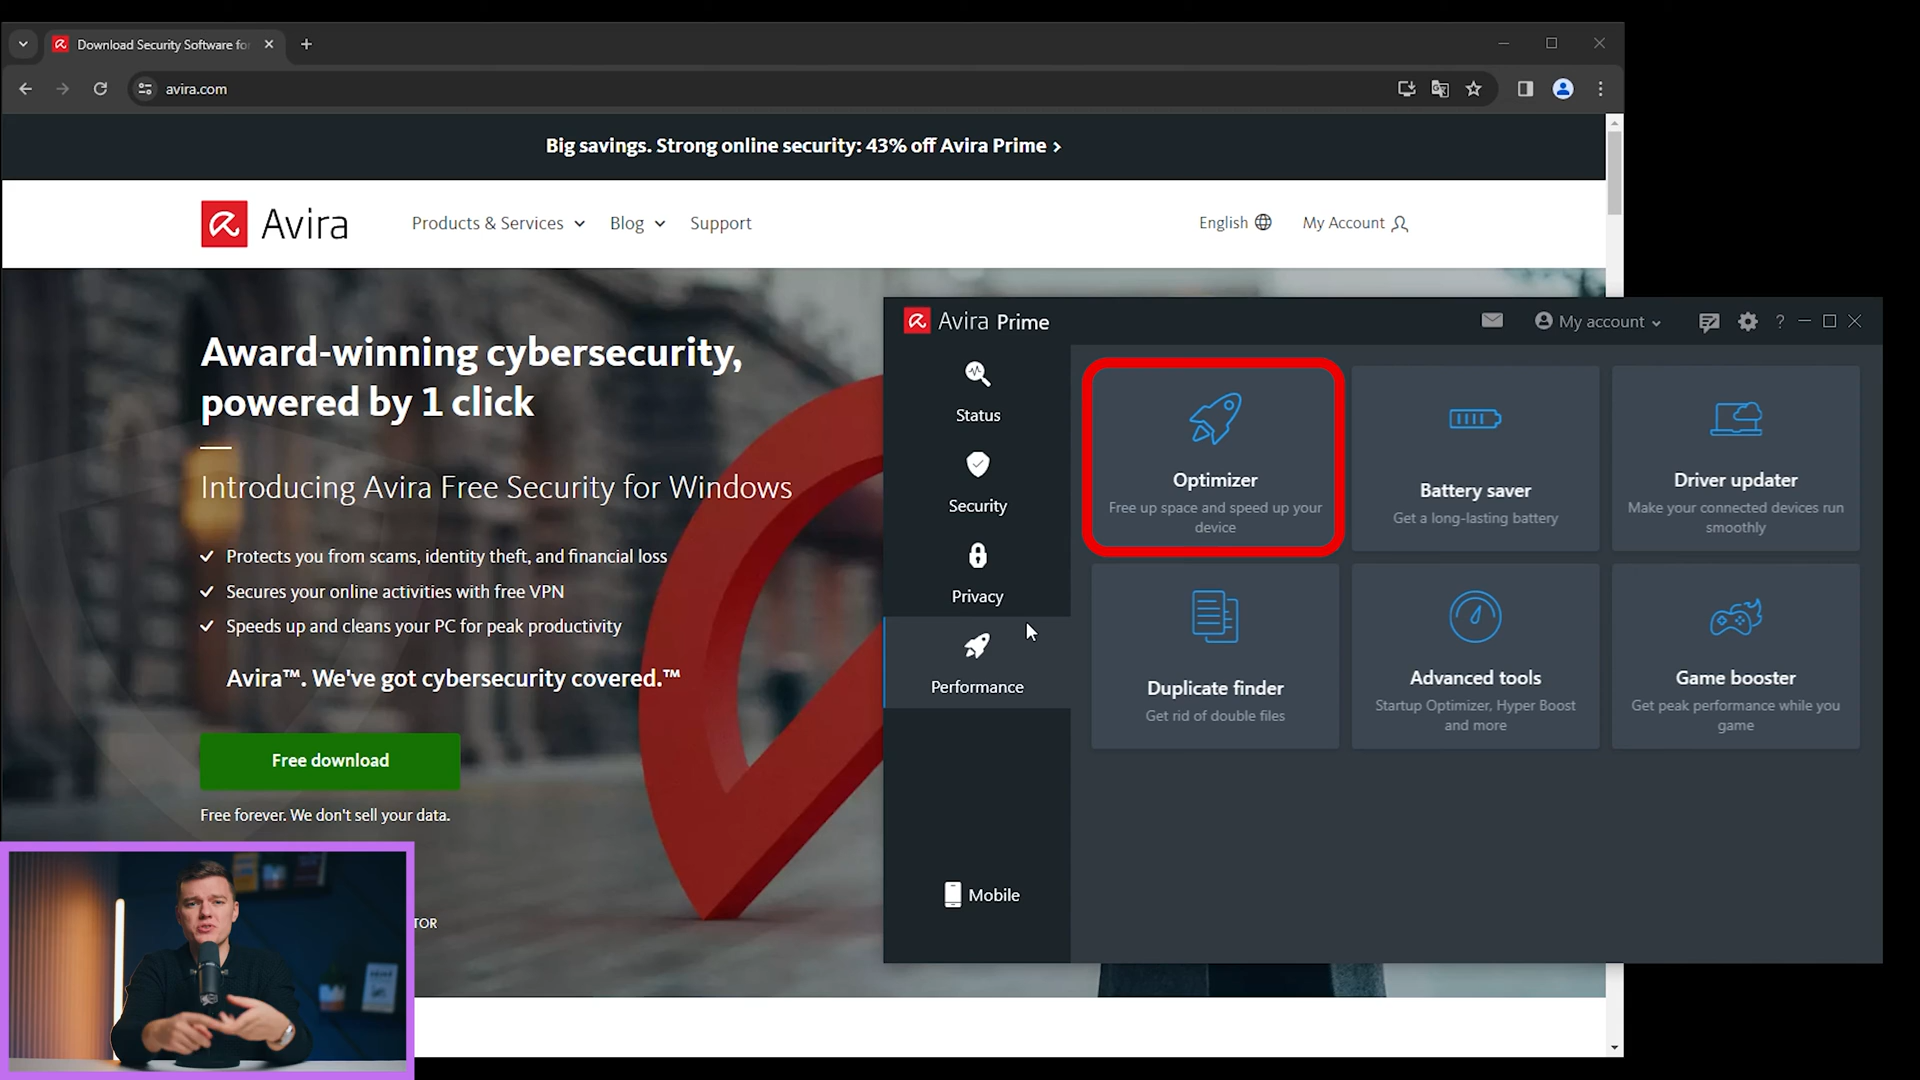 Download Security Software for
avira.com
Big savings. Strong online security: 43% off Avira Prime >
Avira
Products & Services
Blog
Support
English
My Account
Award-winning cybersecurity,
powered by 1 click
Introducing Avira Free Security for Windows
Protects you from scams, identity theft, and financial loss
Secures your online activities with free VPN
Speeds up and cleans your PC for peak productivity
Avira™. We've got cybersecurity covered.™
Free download
Free forever. We don't sell your data.
TOR
Avira Prime
My account
?
Status
Security
Privacy
Performance
Mobile
Optimizer
Free up space and speed up your
device
Battery saver
Get a long-lasting battery
Driver updater
Make your connected devices run
smoothly
Duplicate finder
Get rid of double files
Advanced tools
Startup Optimizer, Hyper Boost
and more
Game booster
Get peak performance while you
game